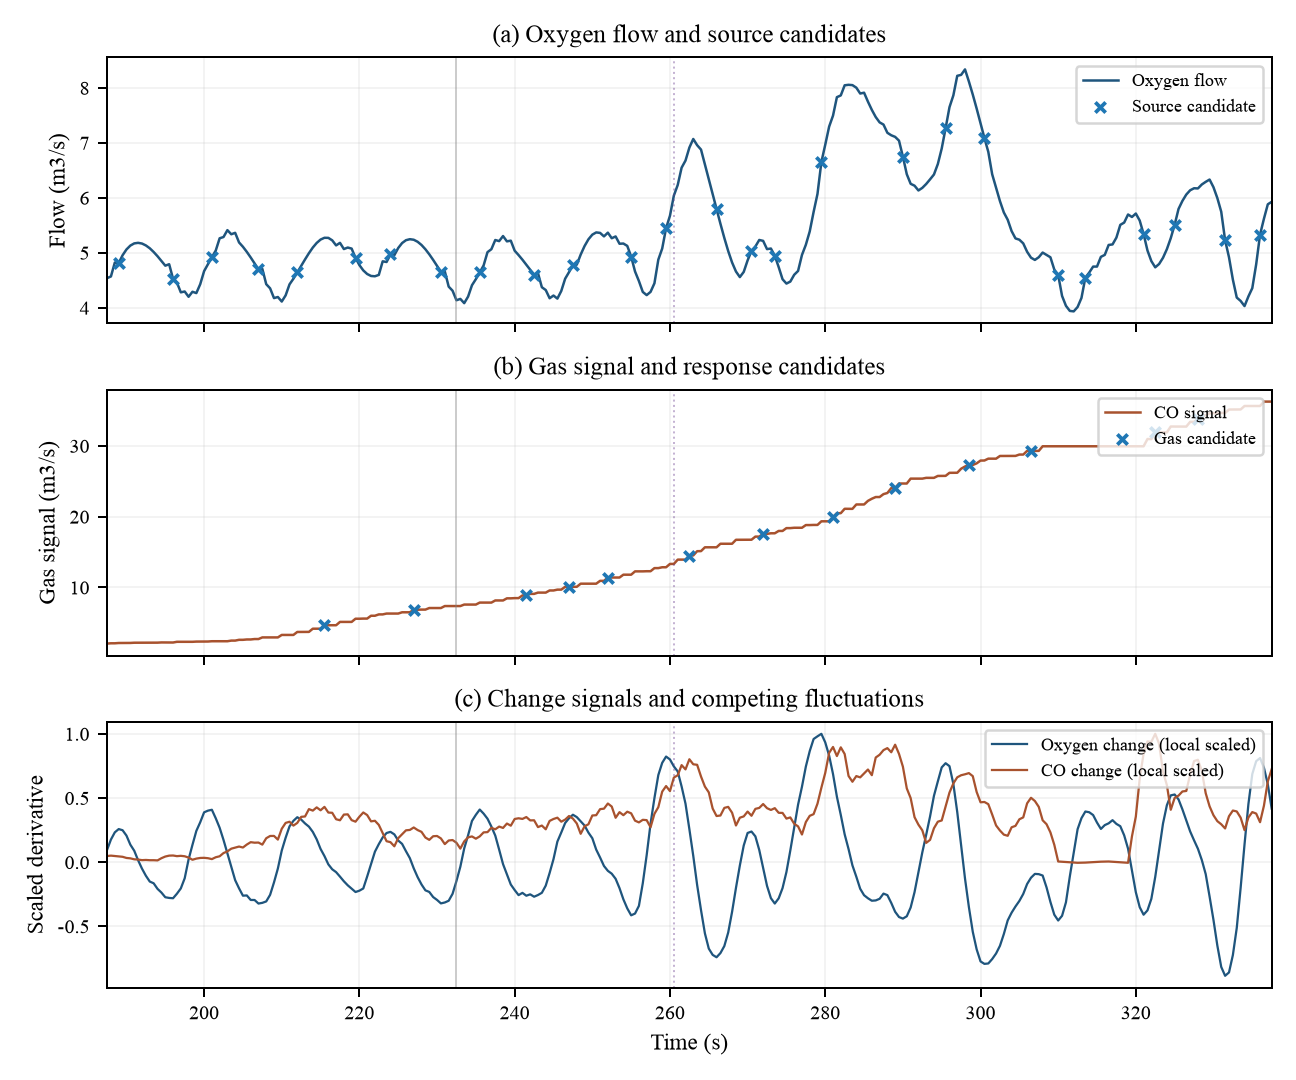 (a) Oxygen flow and source candidates
Flow (m3/s)
8
7
6
5
4
Oxygen flow
Source candidate
(b) Gas signal and response candidates
Gas signal (m3/s)
30
20
10
CO signal
Gas candidate
(c) Change signals and competing fluctuations
Scaled derivative
1.0
0.5
0.0
-0.5
Oxygen change (local scaled)
CO change (local scaled)
200 220 240 260 280 300 320
Time (s)